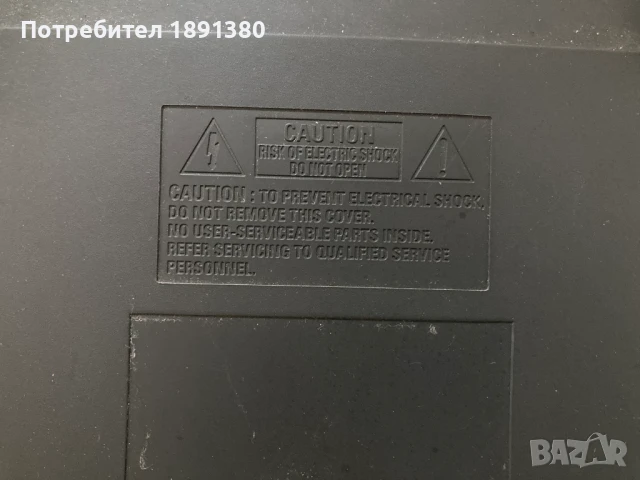 Потребител 1891380
CAUTION
RISK OF ELECTRIC SHOCK
DO NOT OPEN
CAUTION : TO PREVENT ELECTRICAL SHOCK,
DO NOT REMOVE THIS COVER.
NO USER-SERVICEABLE PARTS INSIDE.
REFER SERVICING TO QUALIFIED SERVICE
PERSONNEL.
BAZAR